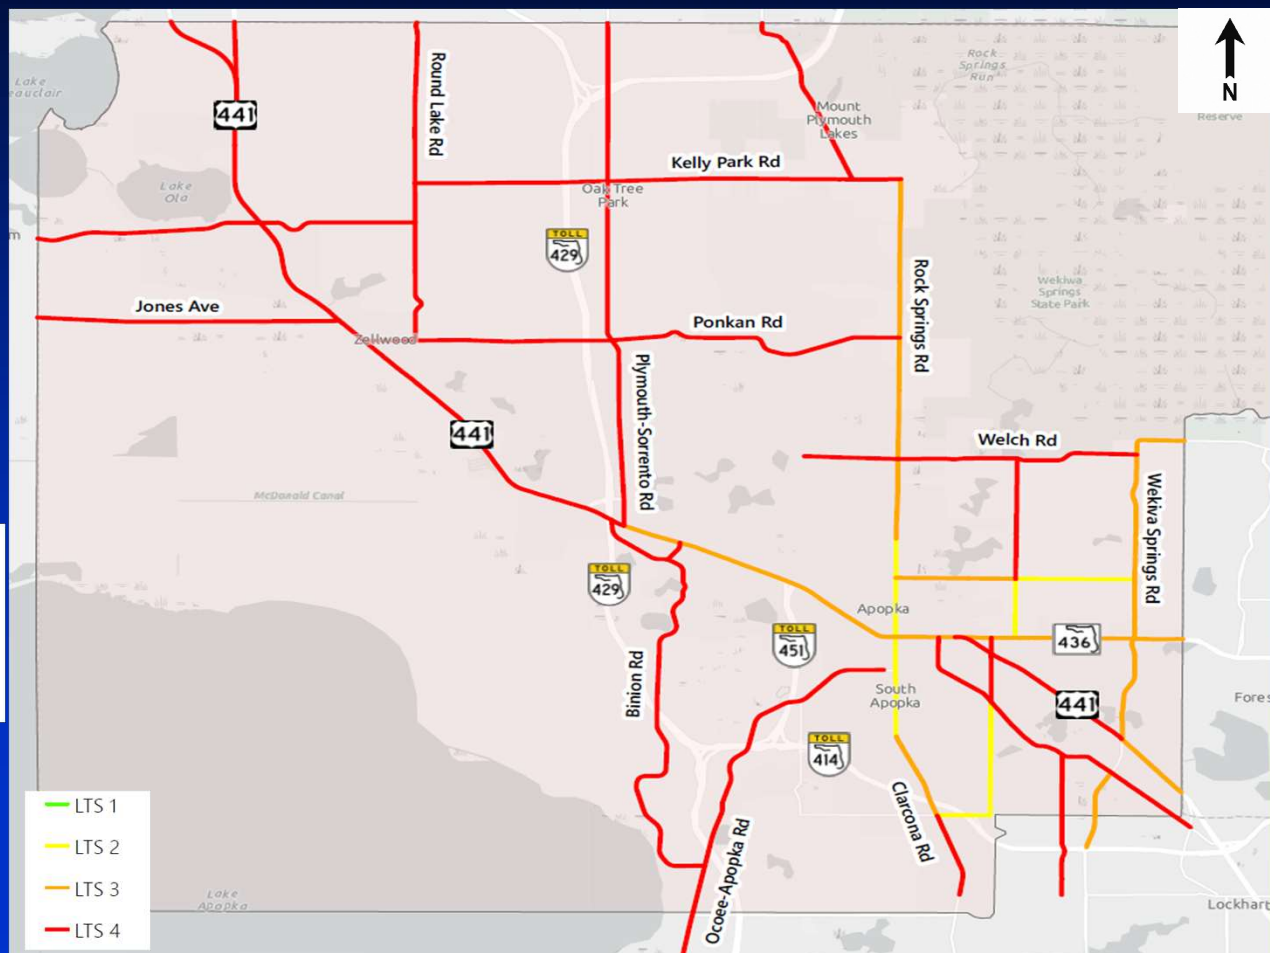 N
Rock
Springs
Run
Reserve
Lake
441
Round Lake Rd
Mount
Plymouth
Lakes
Kelly Park Rd
Lake
Ola
Oak Tree
Park
TOLL
429
Rock Springs Rd
Wekiwa
Springs
State Park
Jones Ave
Ponkan Rd
Zellwood
Plymouth-Sorrento Rd
441
Welch Rd
McDonald Canal
Wekiva Springs Rd
TOLL
429
Apopka
TOLL
451
436
Binion Rd
South
Apopka
441
Fores
TOLL
414
Clarcona Rd
LTS 1
LTS 2
LTS 3
LTS 4
Ocoee-Apopka Rd
Lake
Apopka
Lockhart